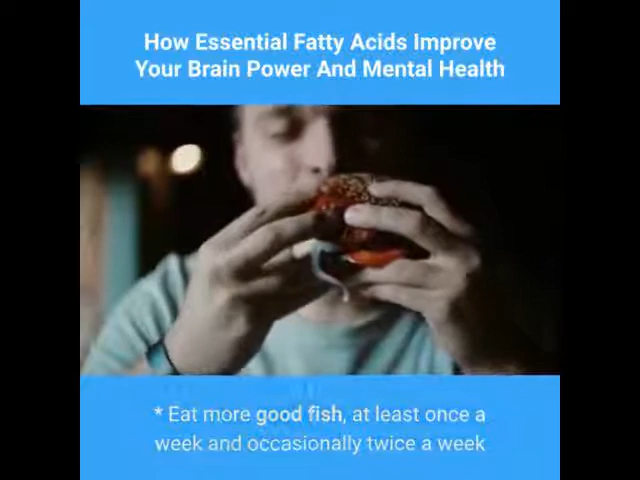 How Essential Fatty Acids Improve
Your Brain Power And Mental Health
* Eat more good fish, at least once a
week and occasionally twice a week